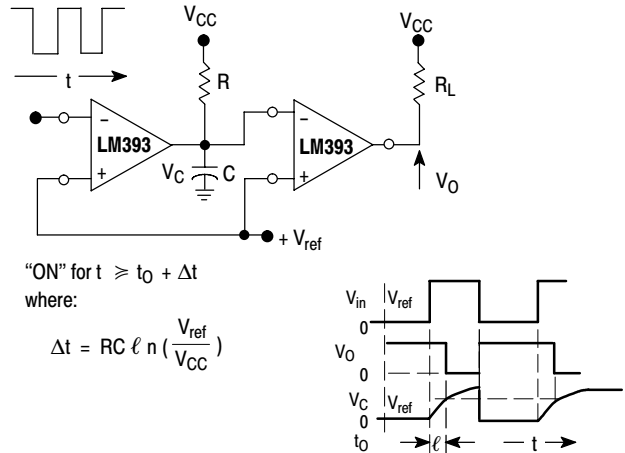 VCC
VCC
R
RL
t
−
LM393
+
−
LM393
+
VC
C
VO
+ Vref
"ON" for t ≥ tO + Δt
where:
Δt = RC ℓ n ( Vref / VCC )
Vin
Vref
0
VO
0
VC
Vref
0
tO
ℓ
t